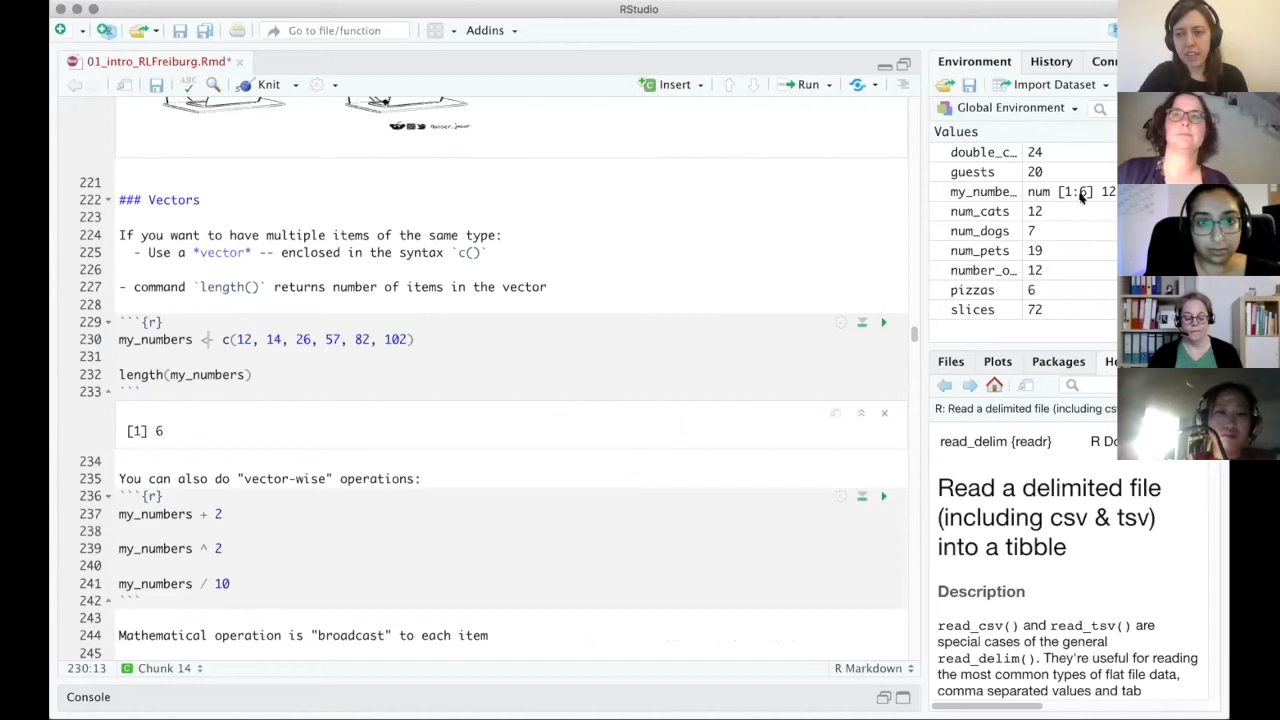 RStudio
Go to file/function
Addins
01_intro_RLFreiburg.Rmd*
ABC
Knit
Insert
Run
221
222 ### Vectors
223
224 If you want to have multiple items of the same type:
225 - Use a *vector* -- enclosed in the syntax `c()`
226
227 - command `length()` returns number of items in the vector
228
229 ```{r}
230 my_numbers <- c(12, 14, 26, 57, 82, 102)
231
232 length(my_numbers)
233 ```
[1] 6
234
235 You can also do "vector-wise" operations:
236 ```{r}
237 my_numbers + 2
238
239 my_numbers ^ 2
240
241 my_numbers / 10
242 ```
243
244 Mathematical operation is "broadcast" to each item
245
230:13 Chunk 14 R Markdown
Console
Environment History Con
Import Dataset
Global Environment
Values
double_c… 24
guests 20
my_numbe… num [1:6] 12
num_cats 12
num_dogs 7
num_pets 19
number_o… 12
pizzas 6
slices 72
Files Plots Packages He
R: Read a delimited file (including csv
read_delim {readr} R Do
Read a delimited file
(including csv & tsv)
into a tibble
Description
read_csv() and read_tsv() are
special cases of the general
read_delim(). They're useful for reading
the most common types of flat file data,
comma separated values and tab